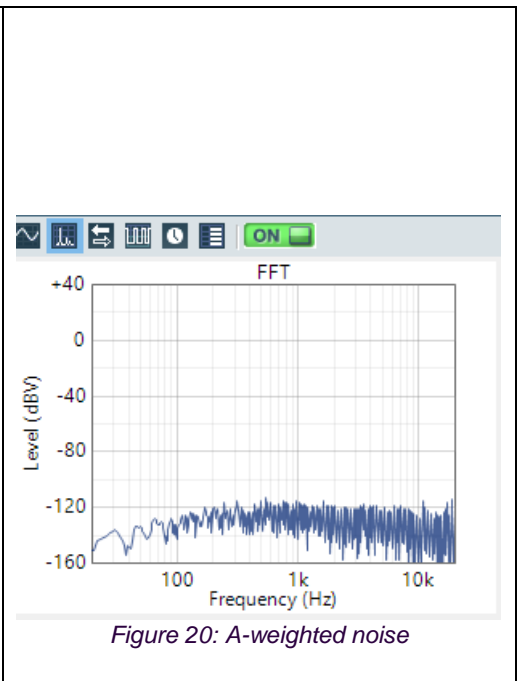 ON
FFT
+40
0
-40
-80
-120
-160
Level (dBV)
100 1k 10k
Frequency (Hz)
Figure 20: A-weighted noise